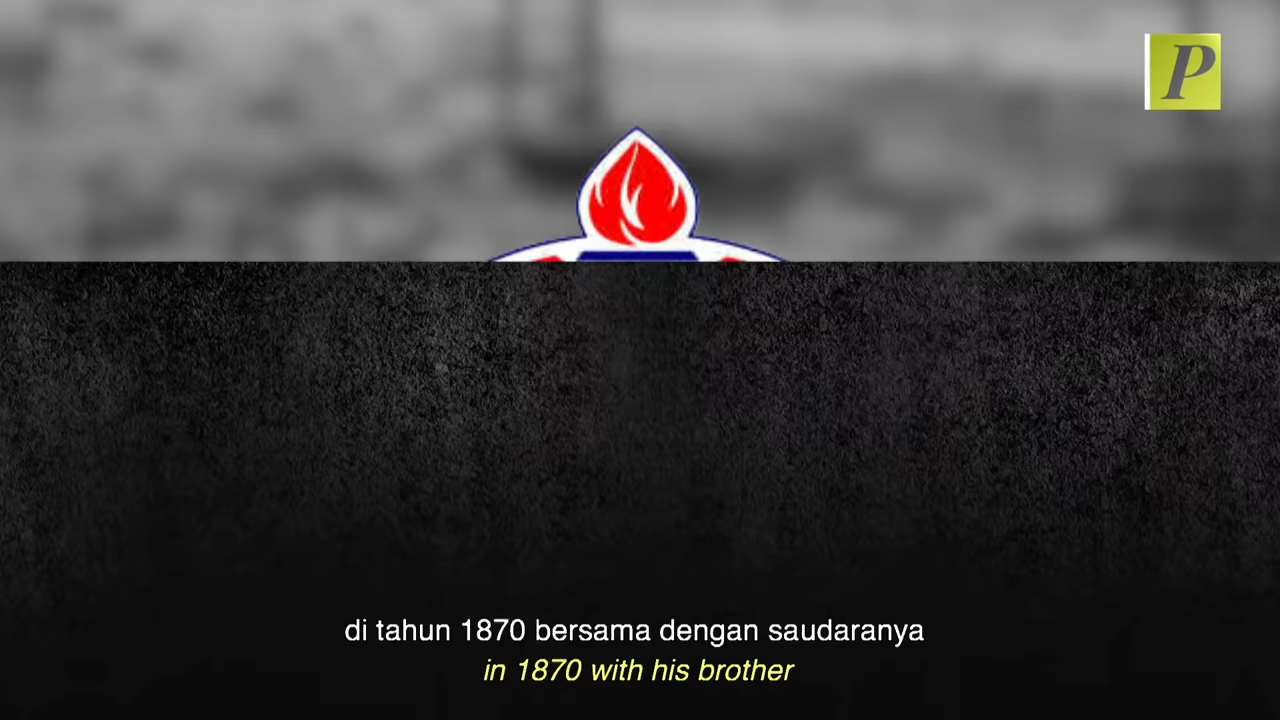 P
di tahun 1870 bersama dengan saudaranya
in 1870 with his brother